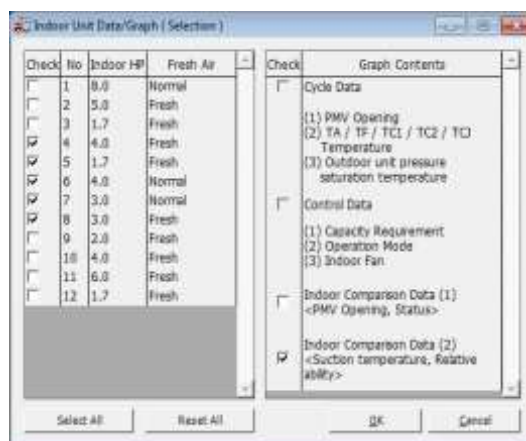 Indoor Unit Data/Graph ( Selection )
Check No Indoor HP Fresh Air
1 8.0 Normal
2 5.0 Fresh
3 1.7 Fresh
4 4.0 Fresh
5 1.7 Fresh
6 4.0 Normal
7 3.0 Normal
8 3.0 Fresh
9 2.0 Fresh
10 4.0 Fresh
11 6.0 Fresh
12 1.7 Fresh
Check Graph Contents
Cycle Data
(1) PMV Opening
(2) TA / TF / TC1 / TC2 / TCJ
Temperature
(3) Outdoor unit pressure
saturation temperature
Control Data
(1) Capacity Requirement
(2) Operation Mode
(3) Indoor Fan
Indoor Comparison Data (1)
<PMV Opening, Status>
Indoor Comparison Data (2)
<Suction temperature, Relative
ability>
Select All Reset All OK Cancel